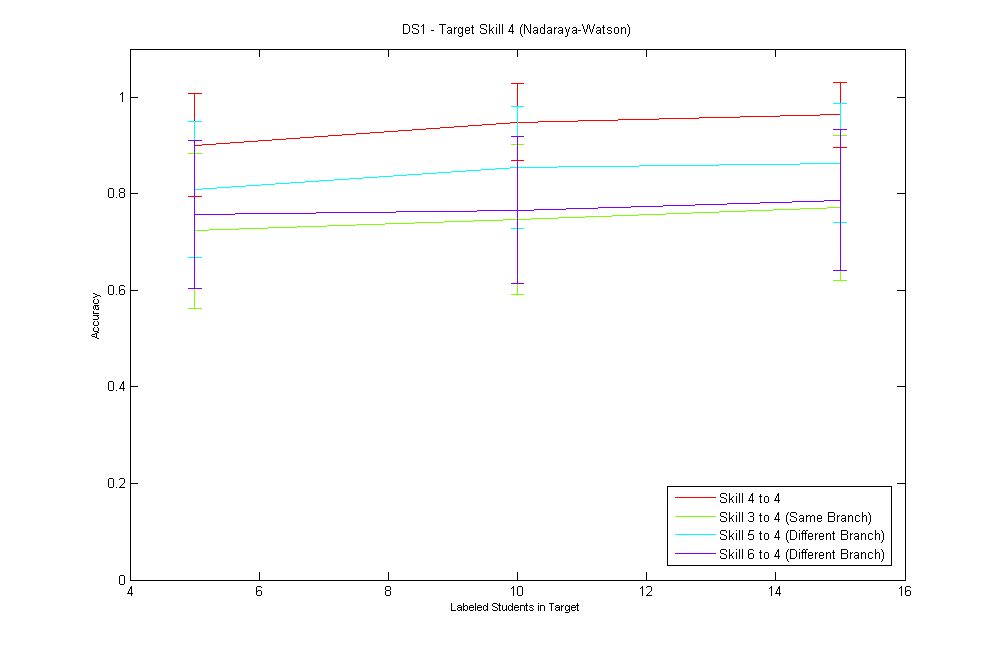 DS1 - Target Skill 4 (Nadaraya-Watson)
1
0.8
0.6
0.4
0.2
0
Accuracy
4 6 8 10 12 14 16
Labeled Students in Target
Skill 4 to 4
Skill 3 to 4 (Same Branch)
Skill 5 to 4 (Different Branch)
Skill 6 to 4 (Different Branch)